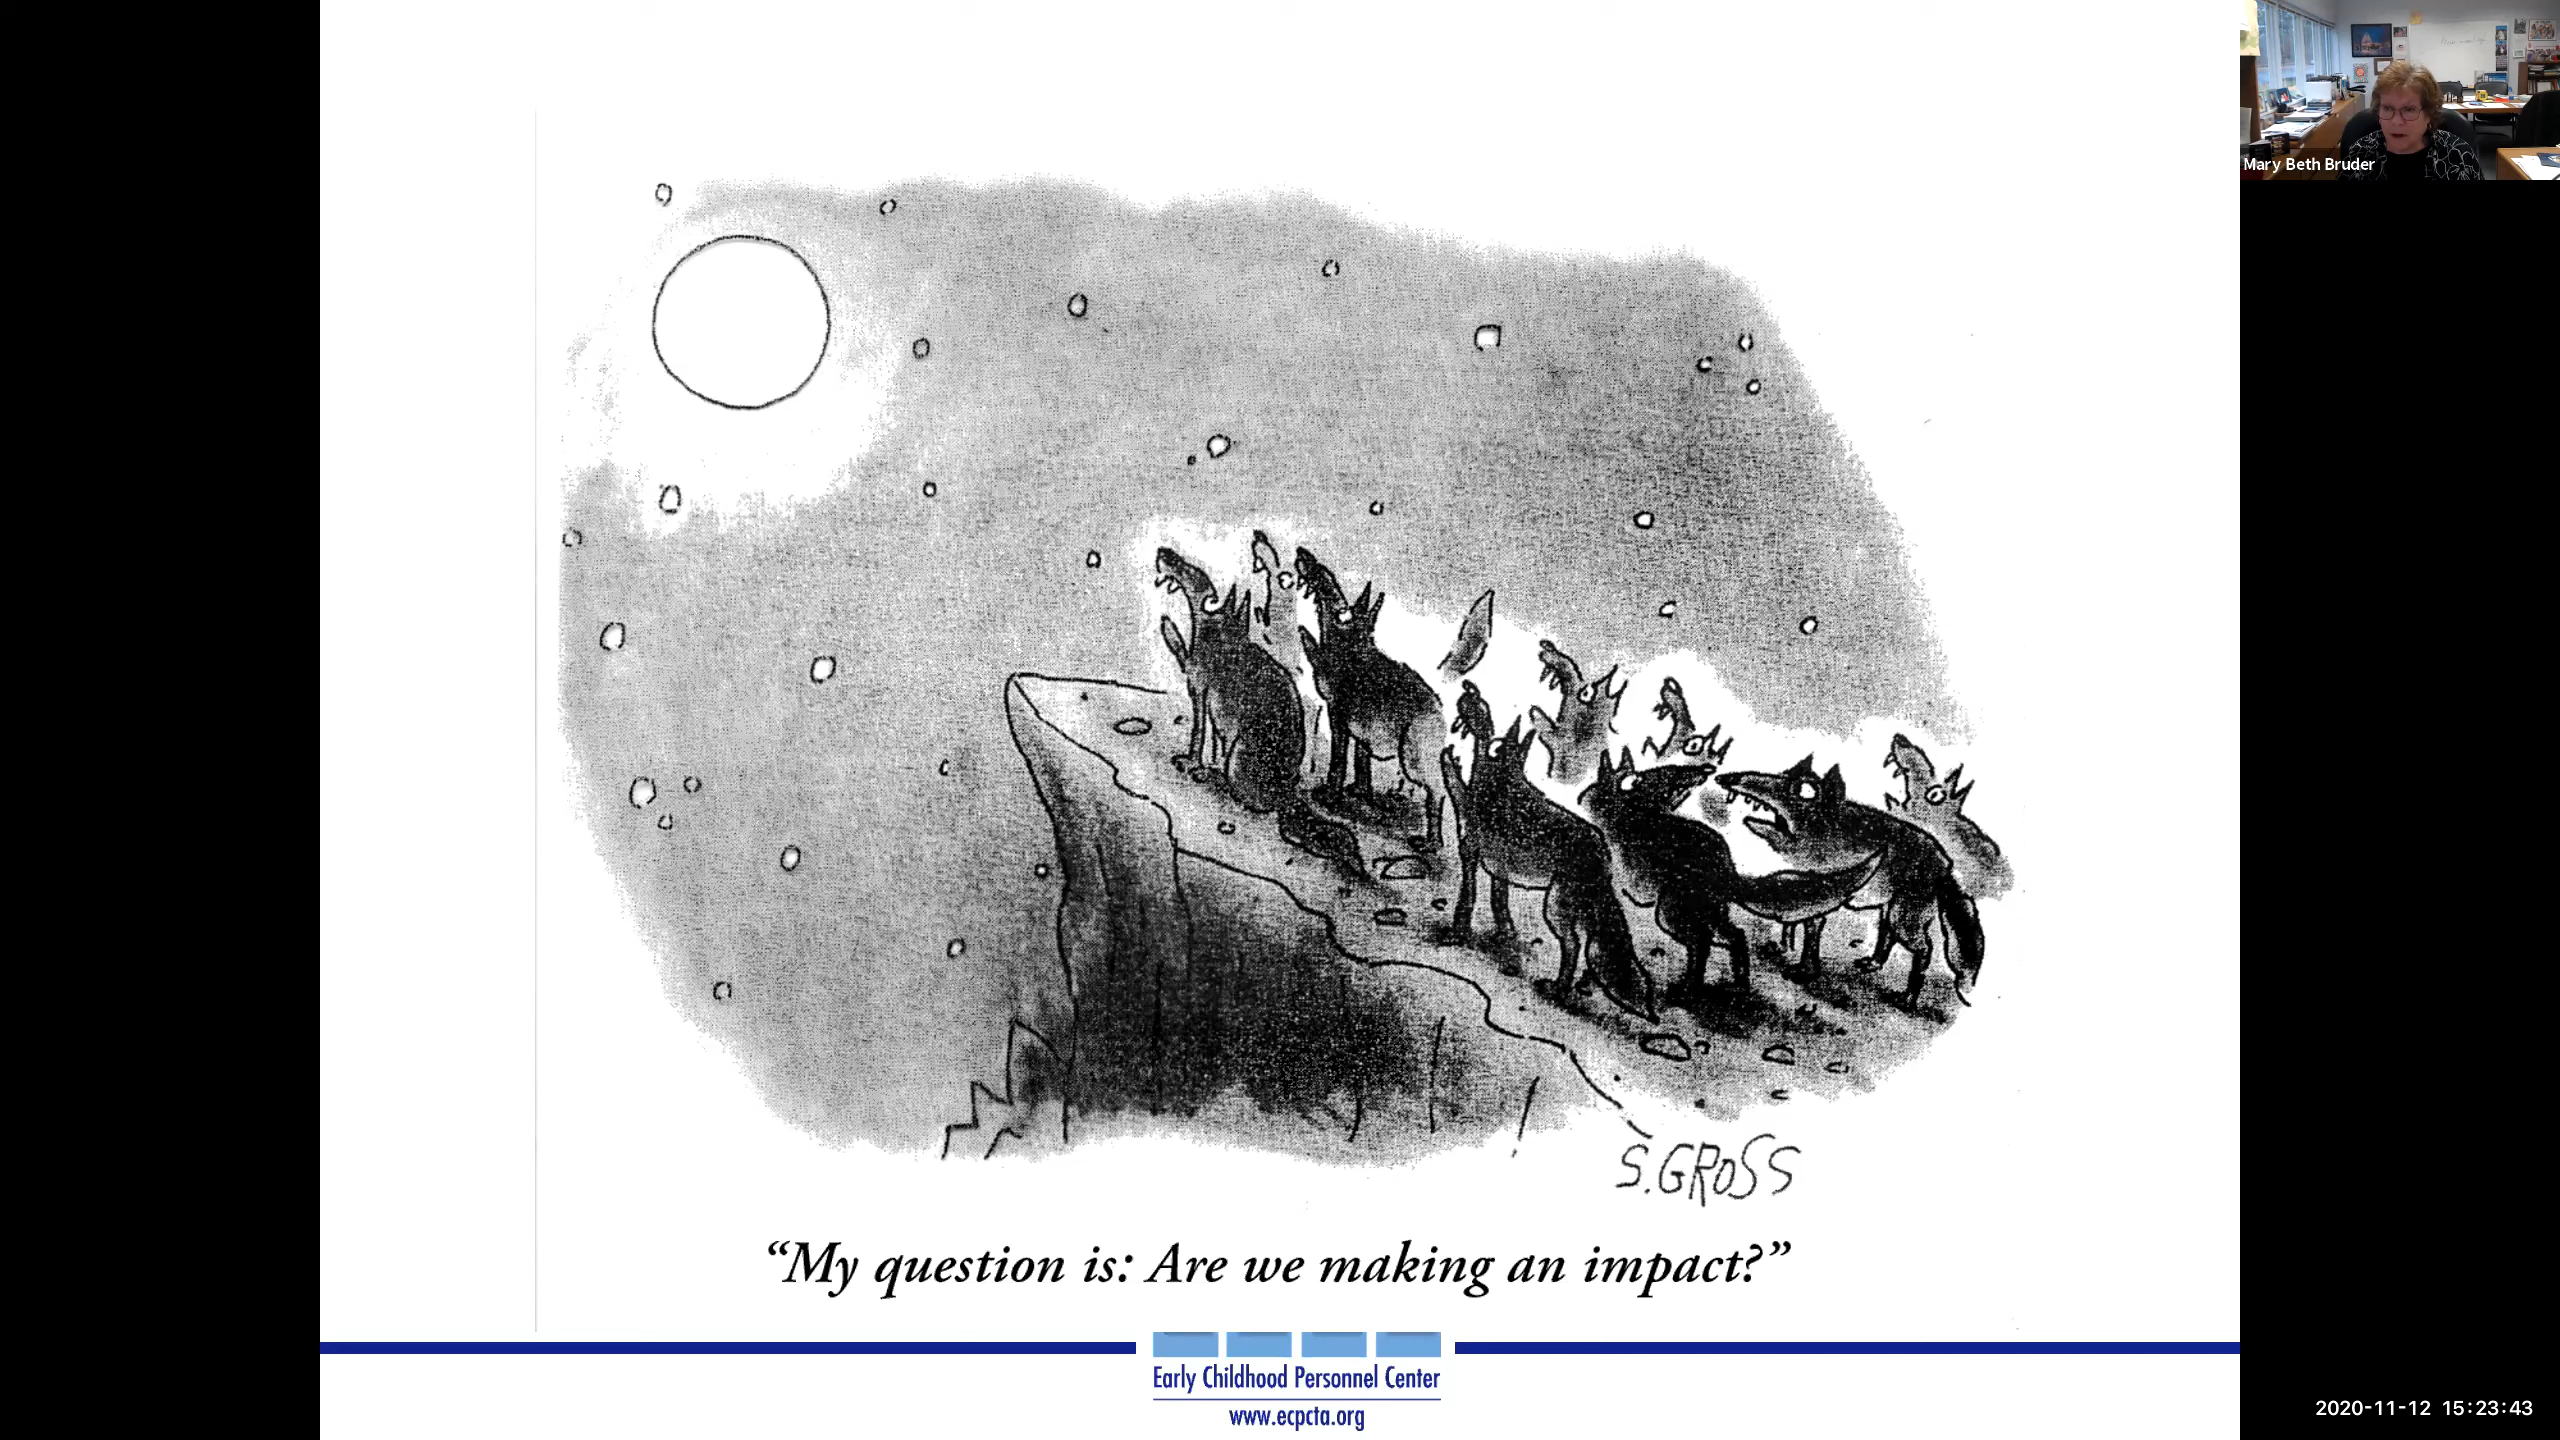 Mary Beth Bruder
S.GROSS
“My question is: Are we making an impact?”
Early Childhood Personnel Center
www.ecpcta.org
2020-11-12 15:23:43